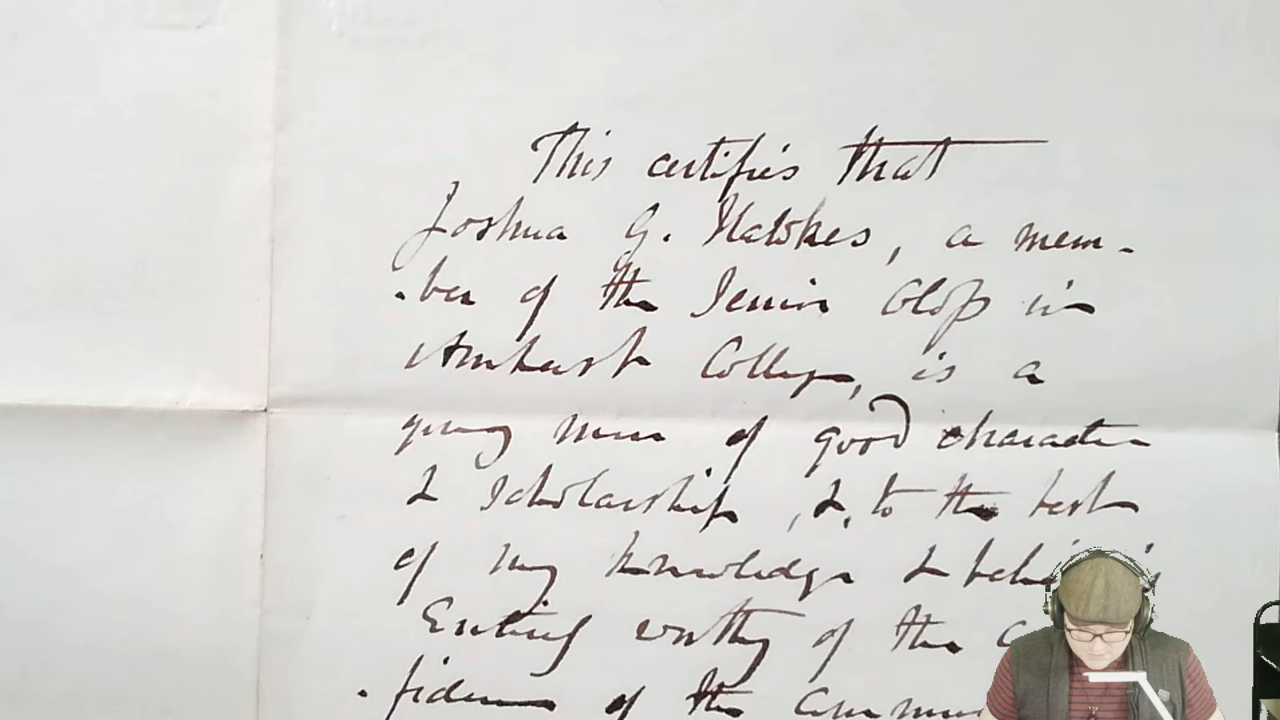 This certifies that
Joshua G. Hawkes, a mem-
-ber of the Senior Class in
Amherst College, is a
young man of good character
& scholarship, & to the best
of my knowledge & belief is
Entirely worthy of the
-fidence of the